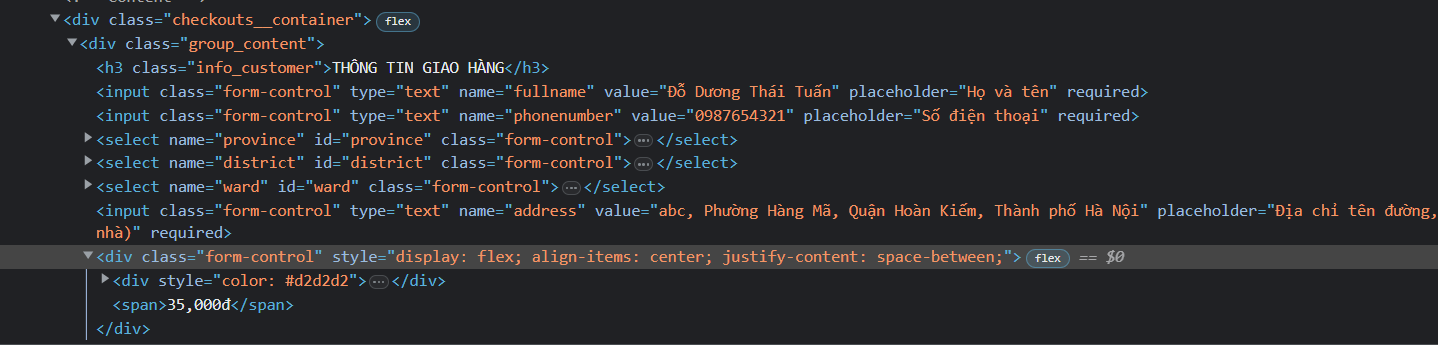 <div class="checkouts__container"> flex
<div class="group_content">
<h3 class="info_customer">THÔNG TIN GIAO HÀNG</h3>
<input class="form-control" type="text" name="fullname" value="Đỗ Dương Thái Tuấn" placeholder="Họ và tên" required>
<input class="form-control" type="text" name="phonenumber" value="0987654321" placeholder="Số điện thoại" required>
<select name="province" id="province" class="form-control">…</select>
<select name="district" id="district" class="form-control">…</select>
<select name="ward" id="ward" class="form-control">…</select>
<input class="form-control" type="text" name="address" value="abc, Phường Hàng Mã, Quận Hoàn Kiếm, Thành phố Hà Nội" placeholder="Địa chỉ tên đường,
nhà)" required>
<div class="form-control" style="display: flex; align-items: center; justify-content: space-between;"> flex == $0
<div style="color: #d2d2d2">…</div>
<span>35,000đ</span>
</div>